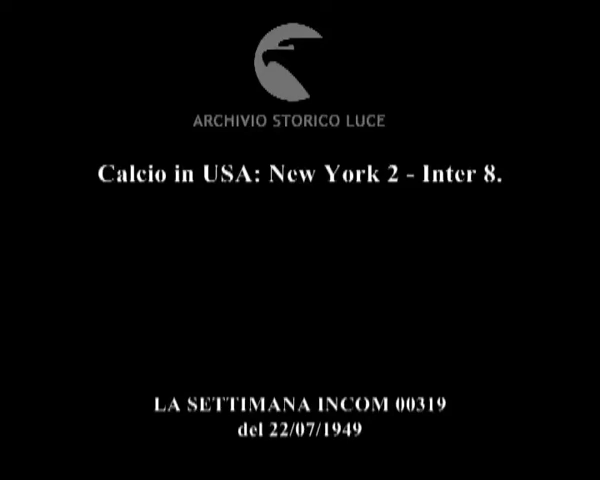 ARCHIVIO STORICO LUCE
Calcio in USA: New York 2 - Inter 8.
LA SETTIMANA INCOM 00319
del 22/07/1949